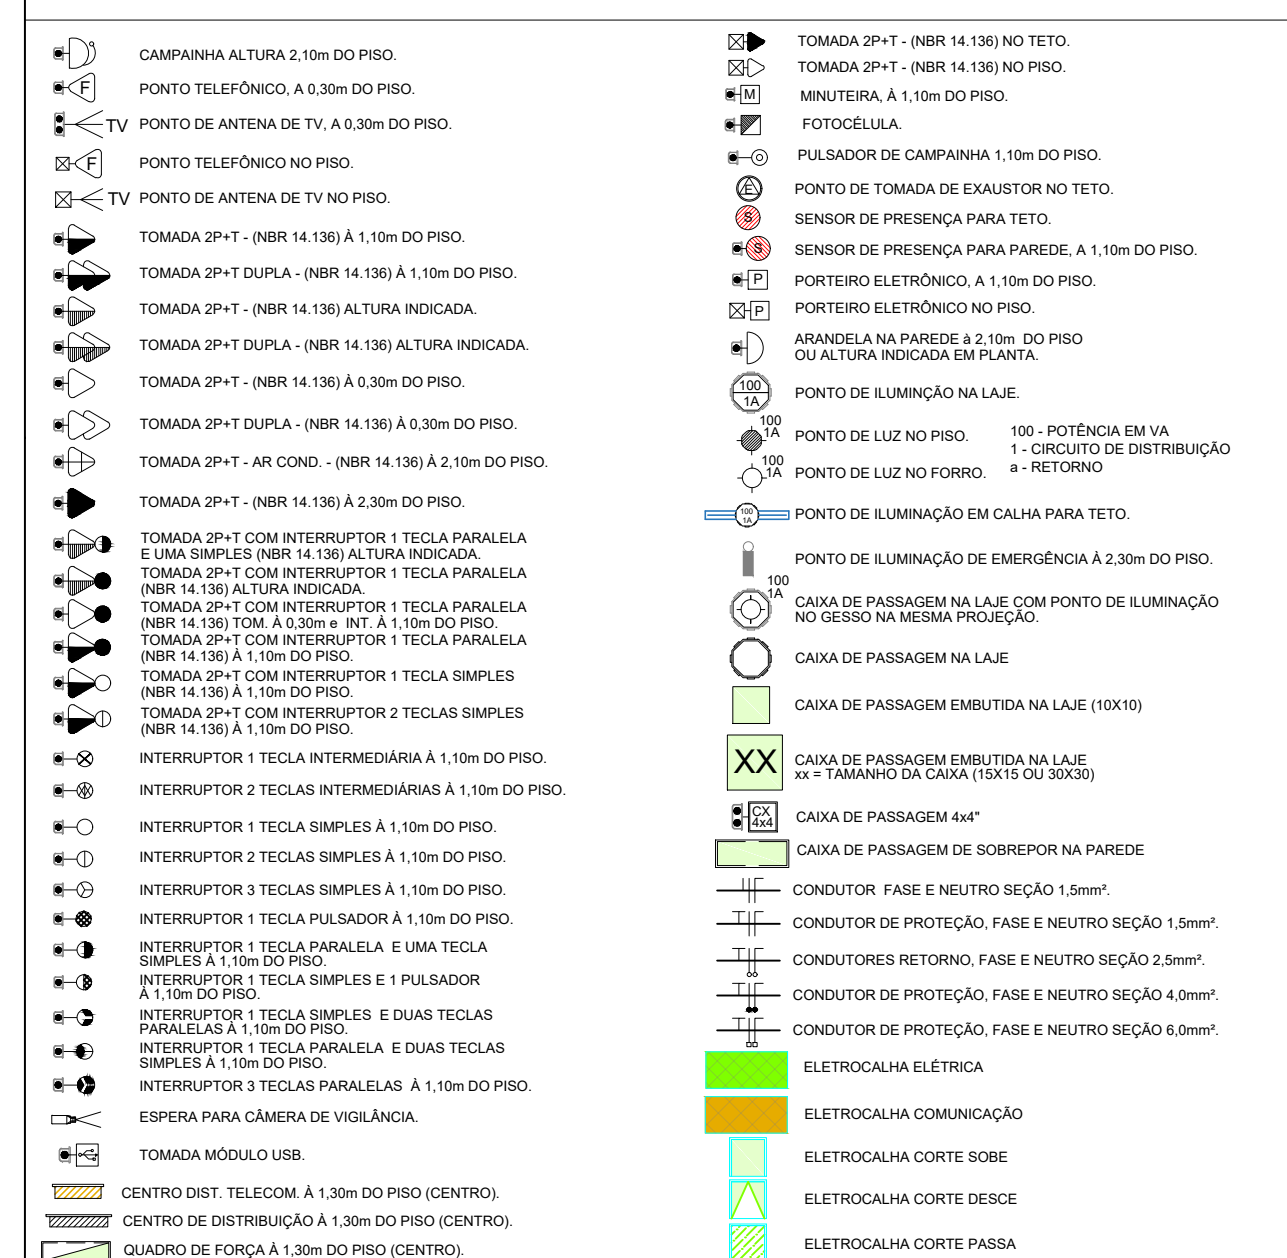 CAMPAINHA ALTURA 2,10m DO PISO.
F
PONTO TELEFÔNICO, A 0,30m DO PISO.
TV
PONTO DE ANTENA DE TV, A 0,30m DO PISO.
F
PONTO TELEFÔNICO NO PISO.
TV
PONTO DE ANTENA DE TV NO PISO.
TOMADA 2P+T - (NBR 14.136) À 1,10m DO PISO.
TOMADA 2P+T DUPLA - (NBR 14.136) À 1,10m DO PISO.
TOMADA 2P+T - (NBR 14.136) ALTURA INDICADA.
TOMADA 2P+T DUPLA - (NBR 14.136) ALTURA INDICADA.
TOMADA 2P+T - (NBR 14.136) À 0,30m DO PISO.
TOMADA 2P+T DUPLA - (NBR 14.136) À 0,30m DO PISO.
TOMADA 2P+T - AR COND. - (NBR 14.136) À 2,10m DO PISO.
TOMADA 2P+T - (NBR 14.136) À 2,30m DO PISO.
TOMADA 2P+T COM INTERRUPTOR 1 TECLA PARALELA
E UMA SIMPLES (NBR 14.136) ALTURA INDICADA.
TOMADA 2P+T COM INTERRUPTOR 1 TECLA PARALELA
(NBR 14.136) ALTURA INDICADA.
TOMADA 2P+T COM INTERRUPTOR 1 TECLA PARALELA
(NBR 14.136) TOM. À 0,30m e INT. À 1,10m DO PISO.
TOMADA 2P+T COM INTERRUPTOR 1 TECLA PARALELA
(NBR 14.136) À 1,10m DO PISO.
TOMADA 2P+T COM INTERRUPTOR 1 TECLA SIMPLES
(NBR 14.136) À 1,10m DO PISO.
TOMADA 2P+T COM INTERRUPTOR 2 TECLAS SIMPLES
(NBR 14.136) À 1,10m DO PISO.
INTERRUPTOR 1 TECLA INTERMEDIÁRIA À 1,10m DO PISO.
INTERRUPTOR 2 TECLAS INTERMEDIÁRIAS À 1,10m DO PISO.
INTERRUPTOR 1 TECLA SIMPLES À 1,10m DO PISO.
INTERRUPTOR 2 TECLAS SIMPLES À 1,10m DO PISO.
INTERRUPTOR 3 TECLAS SIMPLES À 1,10m DO PISO.
INTERRUPTOR 1 TECLA PULSADOR À 1,10m DO PISO.
INTERRUPTOR 1 TECLA PARALELA E UMA TECLA
SIMPLES À 1,10m DO PISO.
INTERRUPTOR 1 TECLA SIMPLES E 1 PULSADOR
À 1,10m DO PISO.
INTERRUPTOR 1 TECLA SIMPLES E DUAS TECLAS
PARALELAS À 1,10m DO PISO.
INTERRUPTOR 1 TECLA PARALELA E DUAS TECLAS
SIMPLES À 1,10m DO PISO.
INTERRUPTOR 3 TECLAS PARALELAS À 1,10m DO PISO.
ESPERA PARA CÂMERA DE VIGILÂNCIA.
TOMADA MÓDULO USB.
CENTRO DIST. TELECOM. À 1,30m DO PISO (CENTRO).
CENTRO DE DISTRIBUIÇÃO À 1,30m DO PISO (CENTRO).
QUADRO DE FORÇA À 1,30m DO PISO (CENTRO).
TOMADA 2P+T - (NBR 14.136) NO TETO.
TOMADA 2P+T - (NBR 14.136) NO PISO.
M
MINUTEIRA, À 1,10m DO PISO.
FOTOCÉLULA.
PULSADOR DE CAMPAINHA 1,10m DO PISO.
E
PONTO DE TOMADA DE EXAUSTOR NO TETO.
S
SENSOR DE PRESENÇA PARA TETO.
S
SENSOR DE PRESENÇA PARA PAREDE, A 1,10m DO PISO.
P
PORTEIRO ELETRÔNICO, A 1,10m DO PISO.
P
PORTEIRO ELETRÔNICO NO PISO.
ARANDELA NA PAREDE à 2,10m DO PISO
OU ALTURA INDICADA EM PLANTA.
100
1A
PONTO DE ILUMINÇÃO NA LAJE.
100
1A
PONTO DE LUZ NO PISO.
100
1A
PONTO DE LUZ NO FORRO.
100 - POTÊNCIA EM VA
1 - CIRCUITO DE DISTRIBUIÇÃO
a - RETORNO
100
1A
PONTO DE ILUMINAÇÃO EM CALHA PARA TETO.
PONTO DE ILUMINAÇÃO DE EMERGÊNCIA À 2,30m DO PISO.
100
1A
CAIXA DE PASSAGEM NA LAJE COM PONTO DE ILUMINAÇÃO
NO GESSO NA MESMA PROJEÇÃO.
CAIXA DE PASSAGEM NA LAJE
CAIXA DE PASSAGEM EMBUTIDA NA LAJE (10X10)
XX
CAIXA DE PASSAGEM EMBUTIDA NA LAJE
xx = TAMANHO DA CAIXA (15X15 OU 30X30)
CX
4x4
CAIXA DE PASSAGEM 4x4"
CAIXA DE PASSAGEM DE SOBREPOR NA PAREDE
CONDUTOR FASE E NEUTRO SEÇÃO 1,5mm².
CONDUTOR DE PROTEÇÃO, FASE E NEUTRO SEÇÃO 1,5mm².
CONDUTORES RETORNO, FASE E NEUTRO SEÇÃO 2,5mm².
CONDUTOR DE PROTEÇÃO, FASE E NEUTRO SEÇÃO 4,0mm².
CONDUTOR DE PROTEÇÃO, FASE E NEUTRO SEÇÃO 6,0mm².
ELETROCALHA ELÉTRICA
ELETROCALHA COMUNICAÇÃO
ELETROCALHA CORTE SOBE
ELETROCALHA CORTE DESCE
ELETROCALHA CORTE PASSA